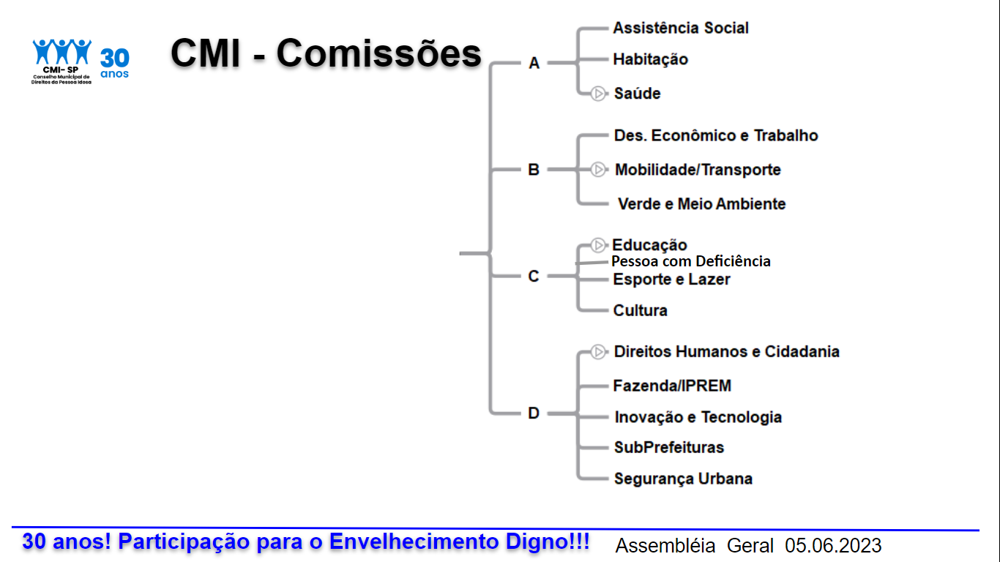 CMI- SP
Conselho Municipal de
Direitos da Pessoa Idosa
30
anos
CMI - Comissões
A
Assistência Social
Habitação
Saúde
B
Des. Econômico e Trabalho
Mobilidade/Transporte
Verde e Meio Ambiente
C
Educação
Pessoa com Deficiência
Esporte e Lazer
Cultura
D
Direitos Humanos e Cidadania
Fazenda/IPREM
Inovação e Tecnologia
SubPrefeituras
Segurança Urbana
30 anos! Participação para o Envelhecimento Digno!!!
Assembléia Geral 05.06.2023